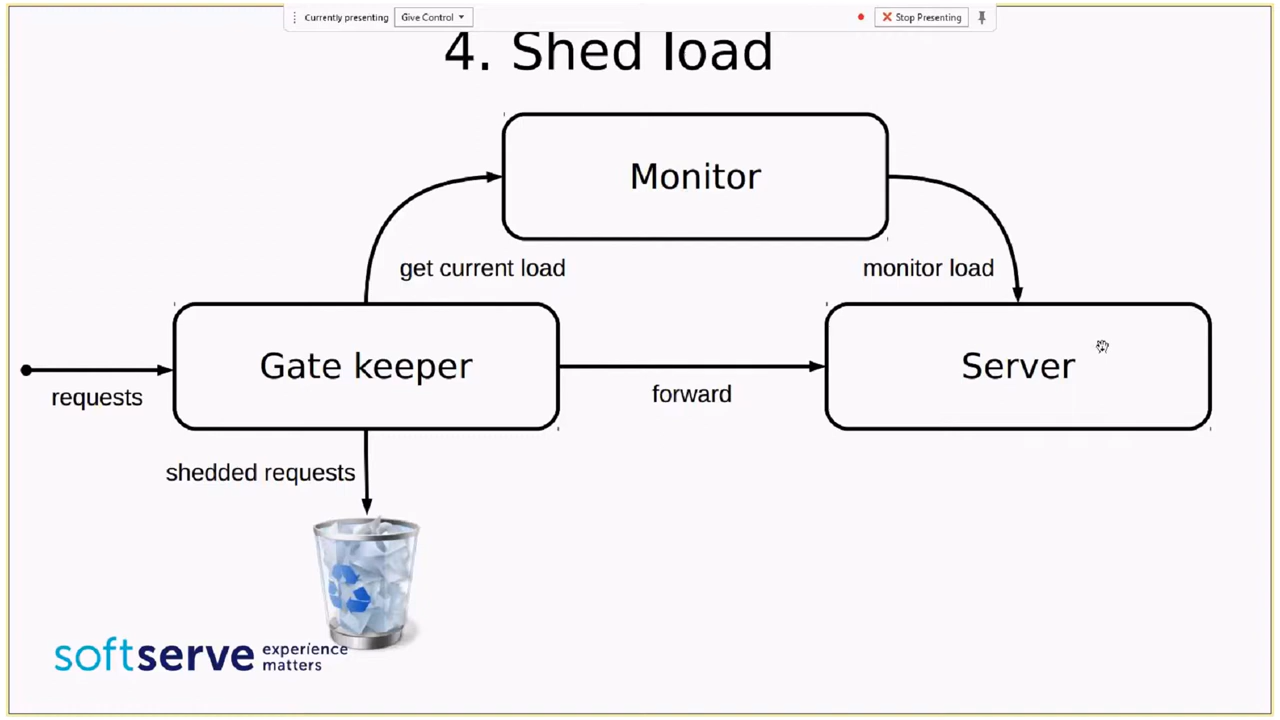 Currently presenting Give Control Stop Presenting
4. Shed load
Monitor
get current load monitor load
Gate keeper Server
requests forward
shedded requests
softserve experience
matters